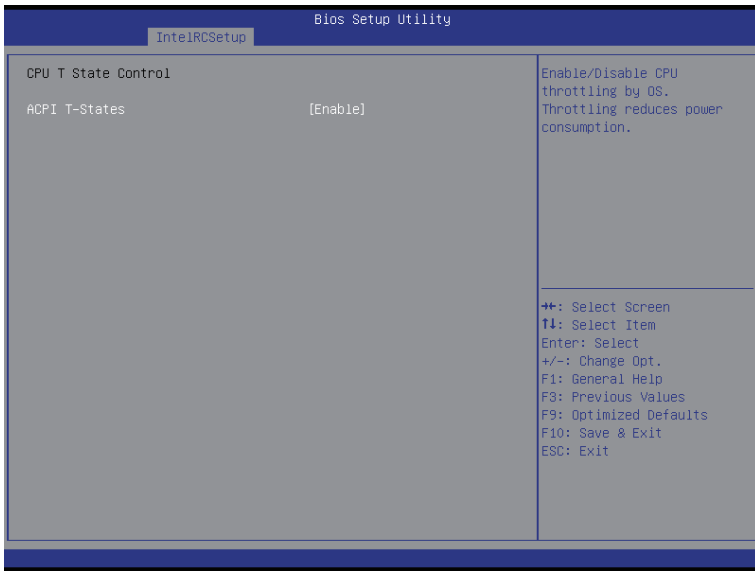 Bios Setup Utility
IntelRCSetup
CPU T State Control
ACPI T-States [Enable]
Enable/Disable CPU
throttling by OS.
Throttling reduces power
consumption.
→←: Select Screen
↑↓: Select Item
Enter: Select
+/-: Change Opt.
F1: General Help
F3: Previous Values
F9: Optimized Defaults
F10: Save & Exit
ESC: Exit